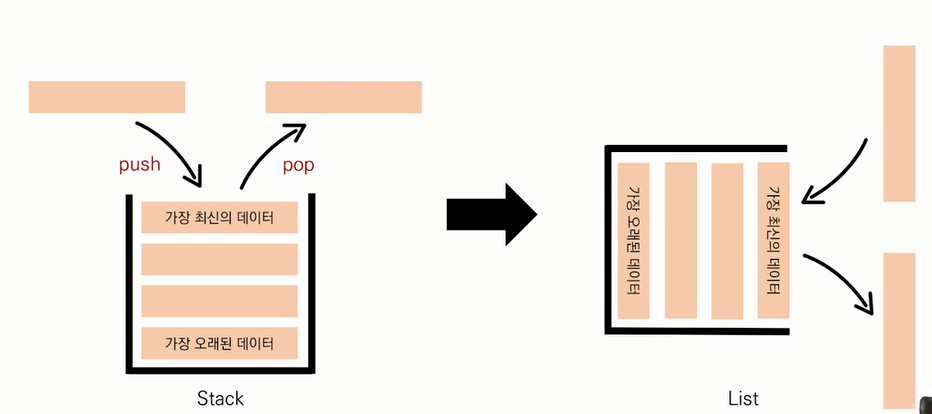 push
pop
가장 최신의 데이터
가장 오래된 데이터
Stack
가장 오래된 데이터
가장 최신의 데이터
List